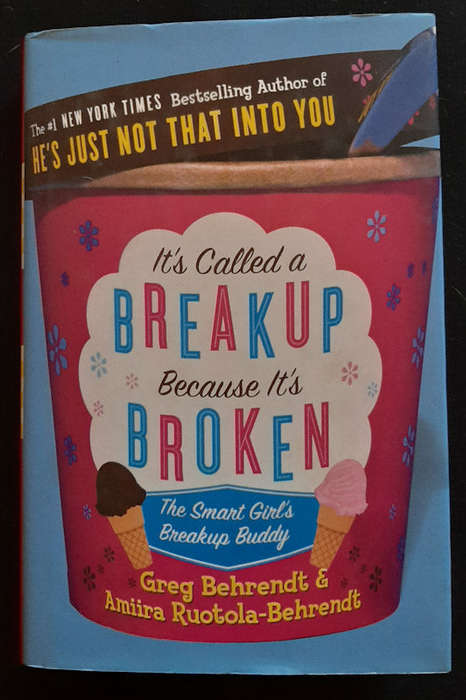 The #1 NEW YORK TIMES Bestselling Author of
HE'S JUST NOT THAT INTO YOU
It's Called a
BREAKUP
Because It's
BROKEN
The Smart Girl's
Breakup Buddy
Greg Behrendt &
Amiira Ruotola-Behrendt